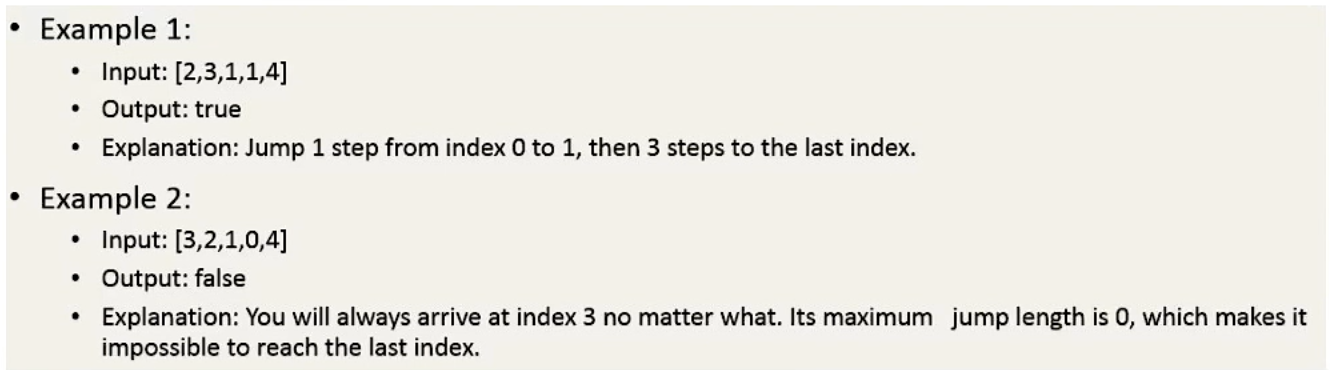 • Example 1:
• Input: [2,3,1,1,4]
• Output: true
• Explanation: Jump 1 step from index 0 to 1, then 3 steps to the last index.
• Example 2:
• Input: [3,2,1,0,4]
• Output: false
• Explanation: You will always arrive at index 3 no matter what. Its maximum   jump length is 0, which makes it
impossible to reach the last index.